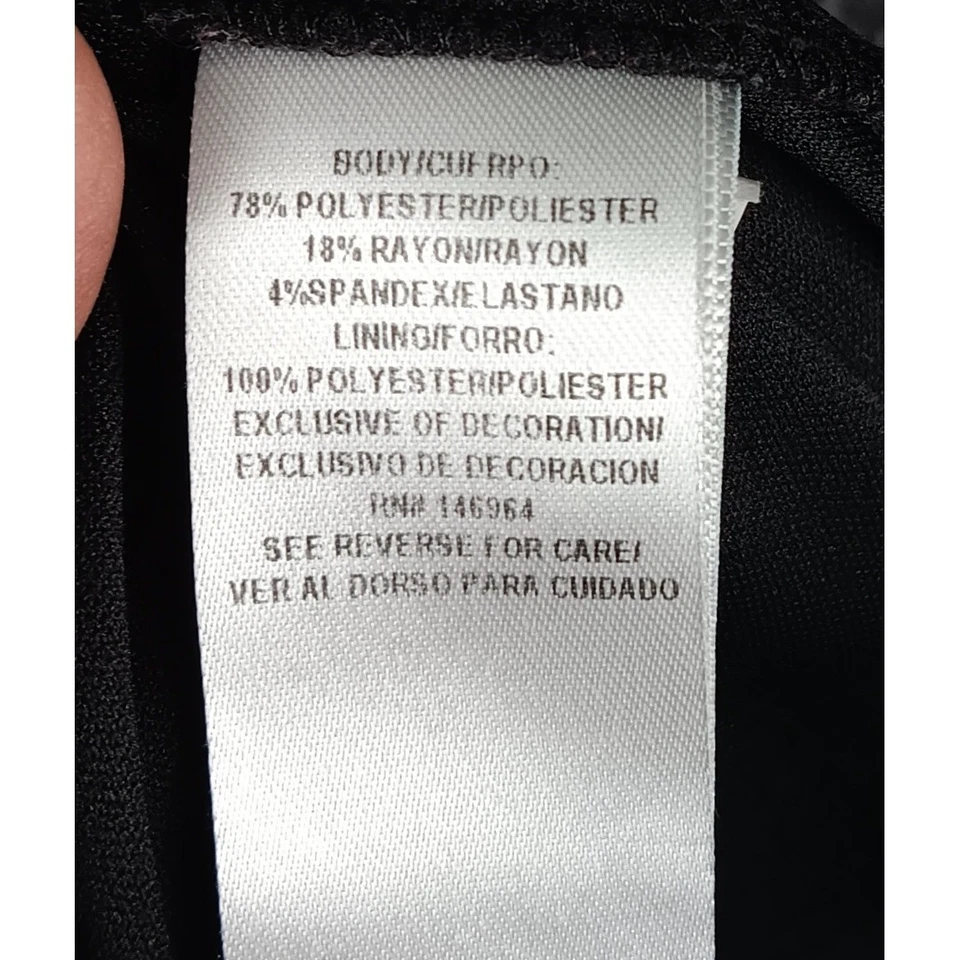 BODY/CUERPO:
78% POLYESTER/POLIESTER
18% RAYON/RAYON
4%SPANDEX/ELASTANO
LINING/FORRO:
100% POLYESTER/POLIESTER
EXCLUSIVE OF DECORATION/
EXCLUSIVO DE DECORACION
RN# 146964
SEE REVERSE FOR CARE/
VER AL DORSO PARA CUIDADO